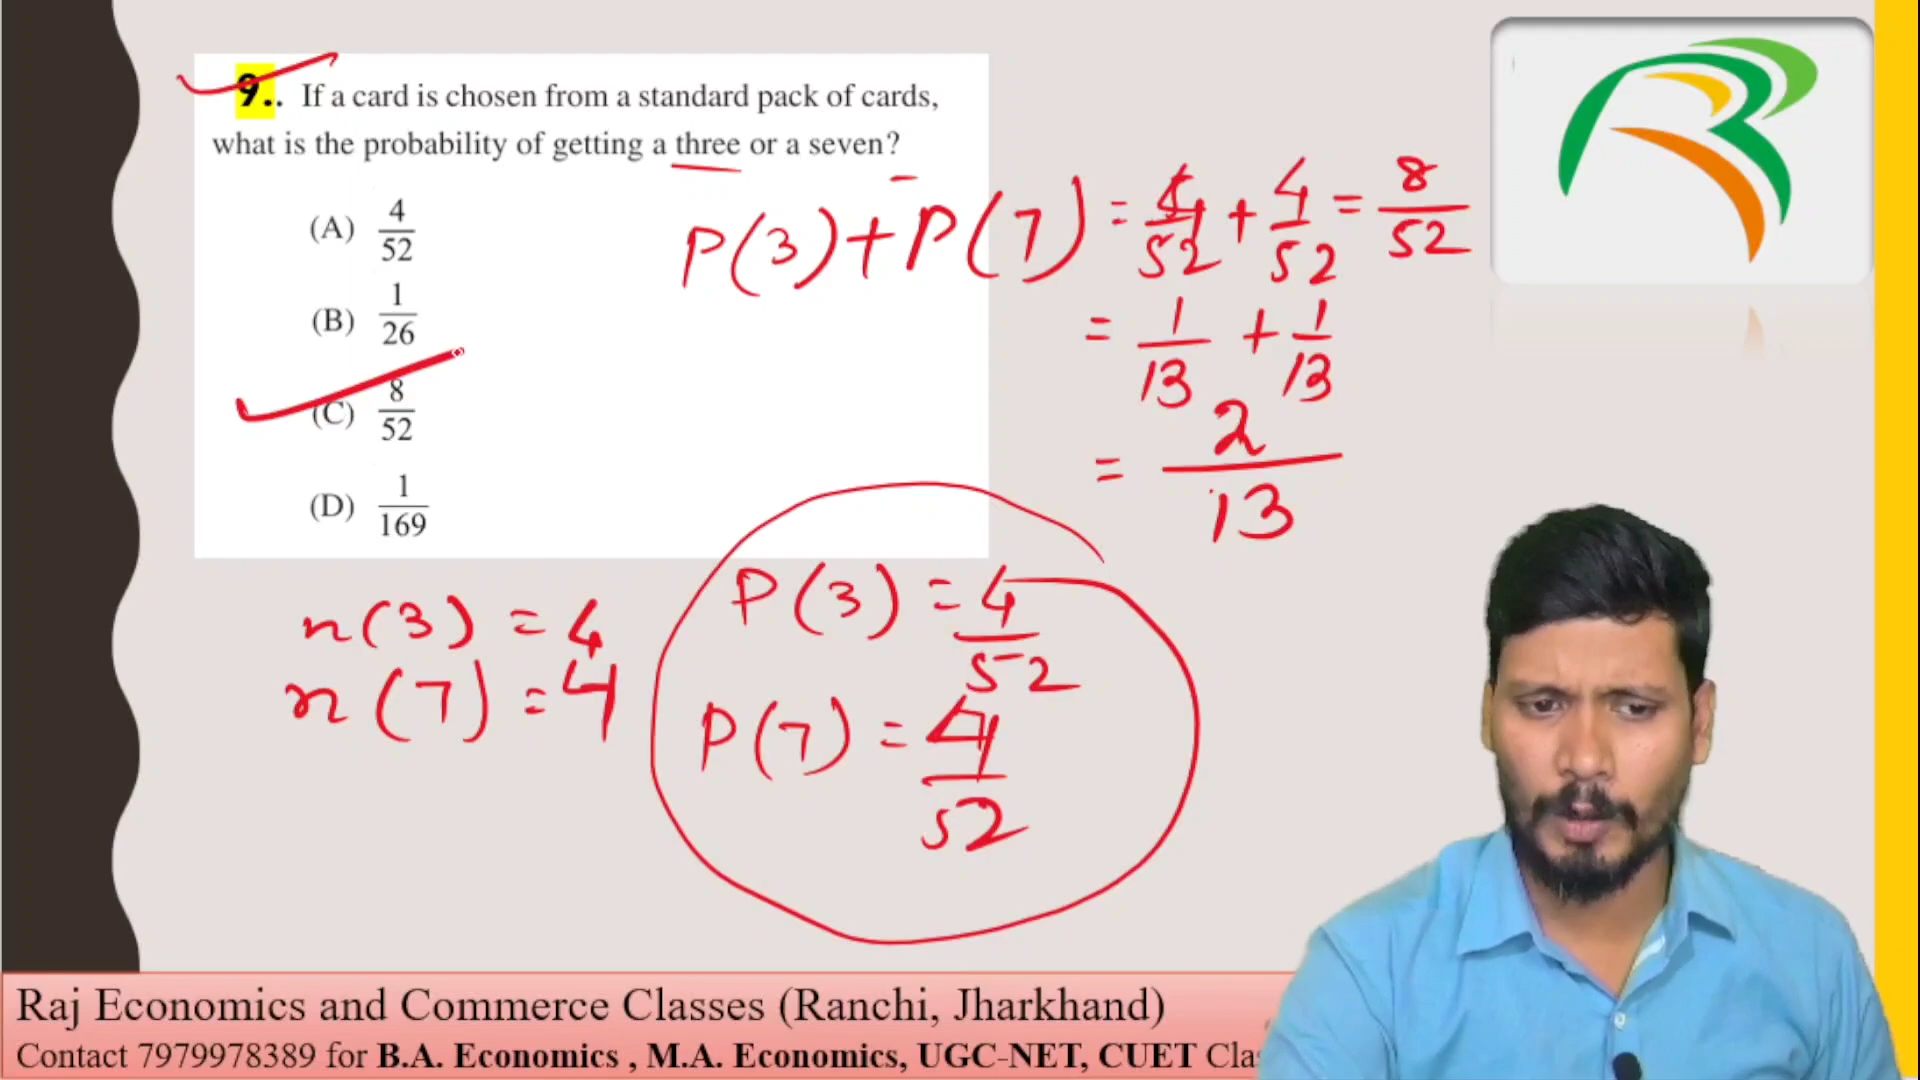 9.. If a card is chosen from a standard pack of cards,
what is the probability of getting a three or a seven?
(A) 4/52
(B) 1/26
(C) 8/52
(D) 1/169
P(3)+P(7) = 4/52 + 4/52 = 8/52
= 1/13 + 1/13
= 2/13
n(3) = 4
n(7) = 4
P(3) = 4/52
P(7) = 4/52
Raj Economics and Commerce Classes (Ranchi, Jharkhand)
Contact 7979978389 for B.A. Economics , M.A. Economics, UGC-NET, CUET Clas